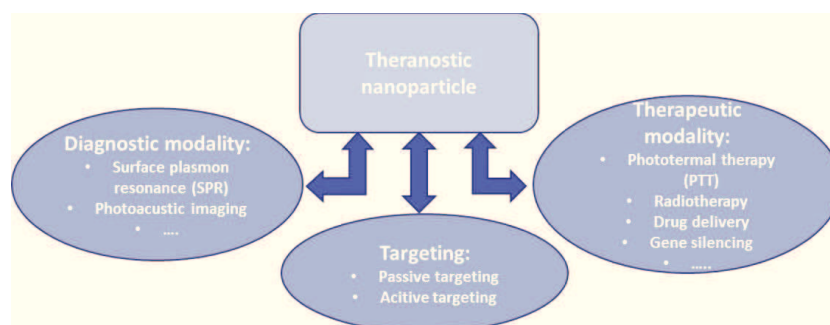 Theranostic
nanoparticle
Diagnostic modality:
• Surface plasmon
resonance (SPR)
• Photoacustic imaging
• ....
Targeting:
• Passive targeting
• Acitive targeting
Therapeutic
modality:
• Phototermal therapy
(PTT)
• Radiotherapy
• Drug delivery
• Gene silencing
• .....